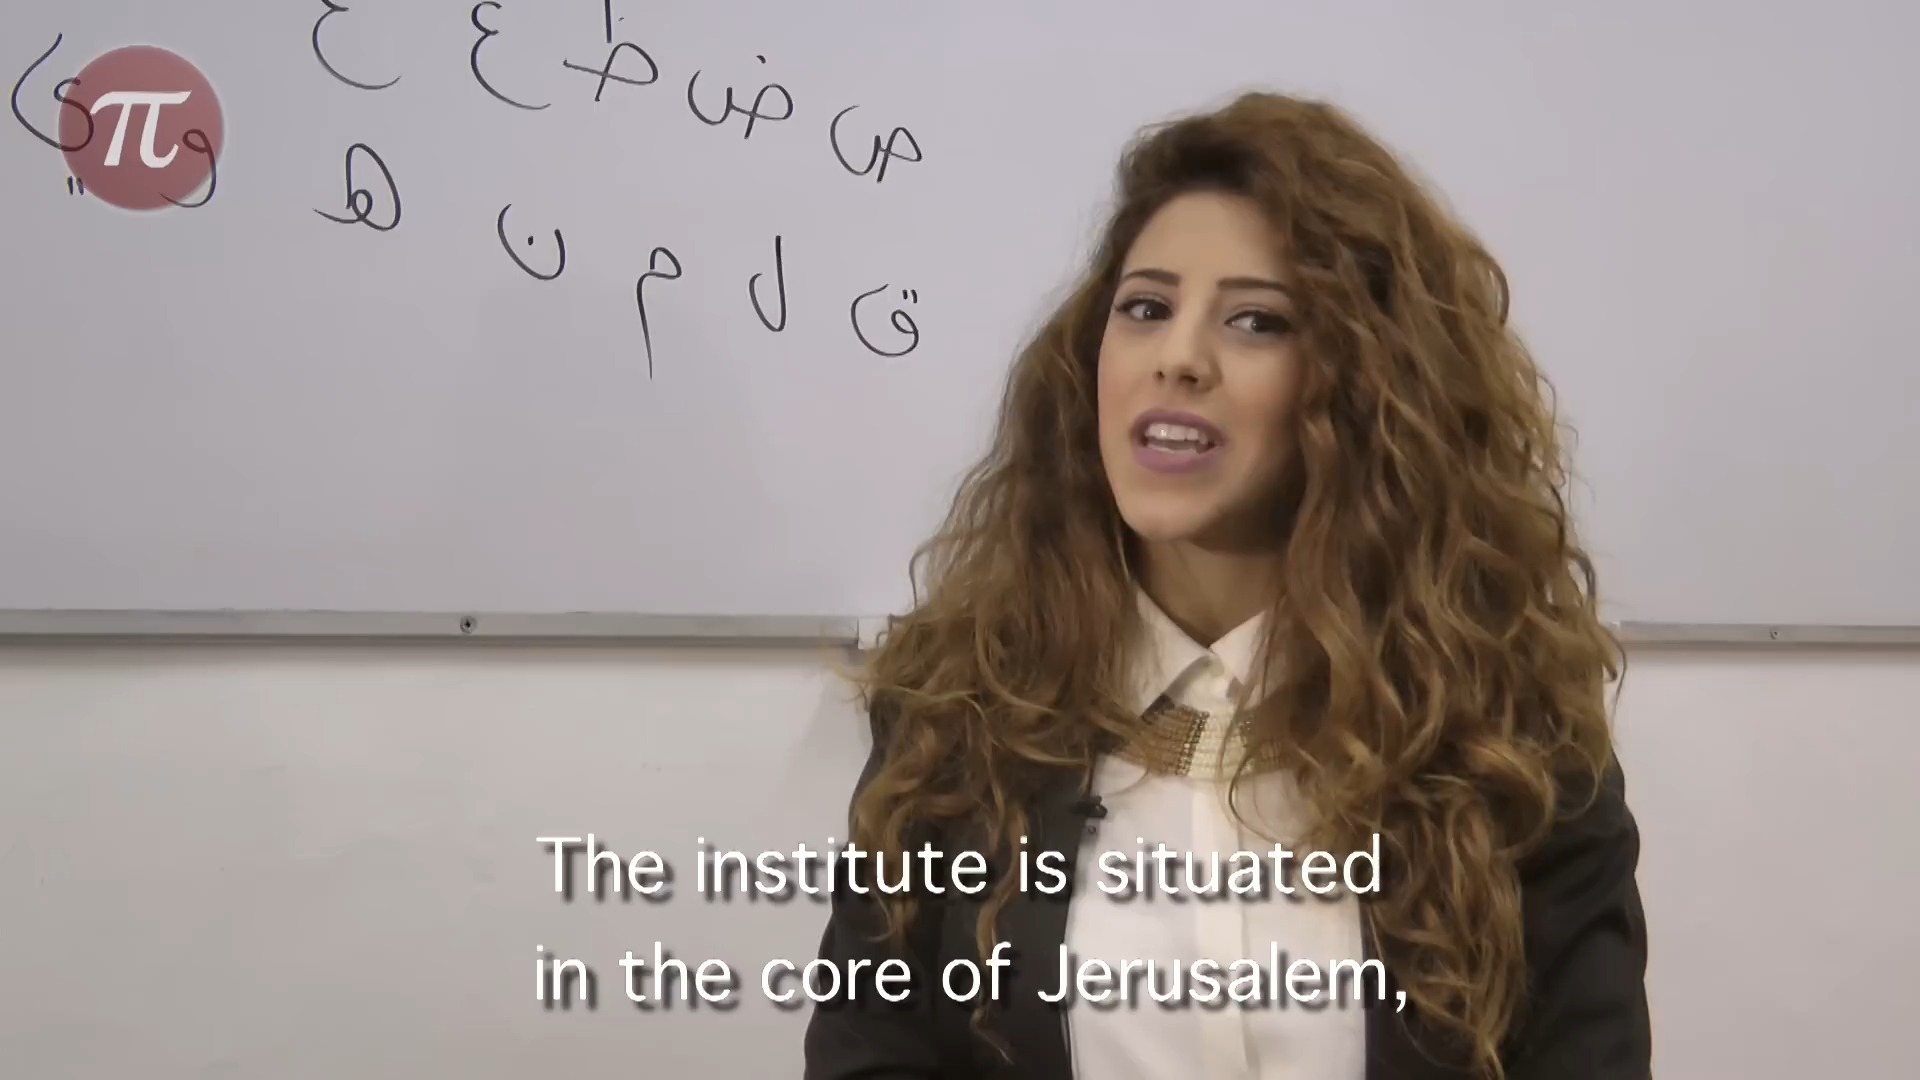 ص ض ظ ع غ
ق ل م ن ه و ي
π
The institute is situated
in the core of Jerusalem,